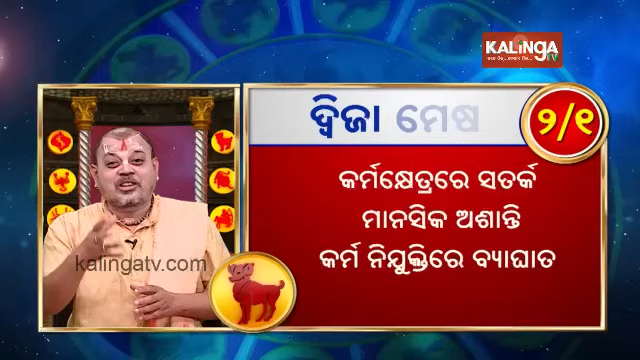 KALINGA TV
ଦ୍ୱିଜା ମେଷ
୨/୧
କର୍ମକ୍ଷେତ୍ରରେ ସତର୍କ
ମାନସିକ ଅଶାନ୍ତି
କର୍ମ ନିଯୁକ୍ତିରେ ବ୍ୟାଘାତ
kalingatv.com